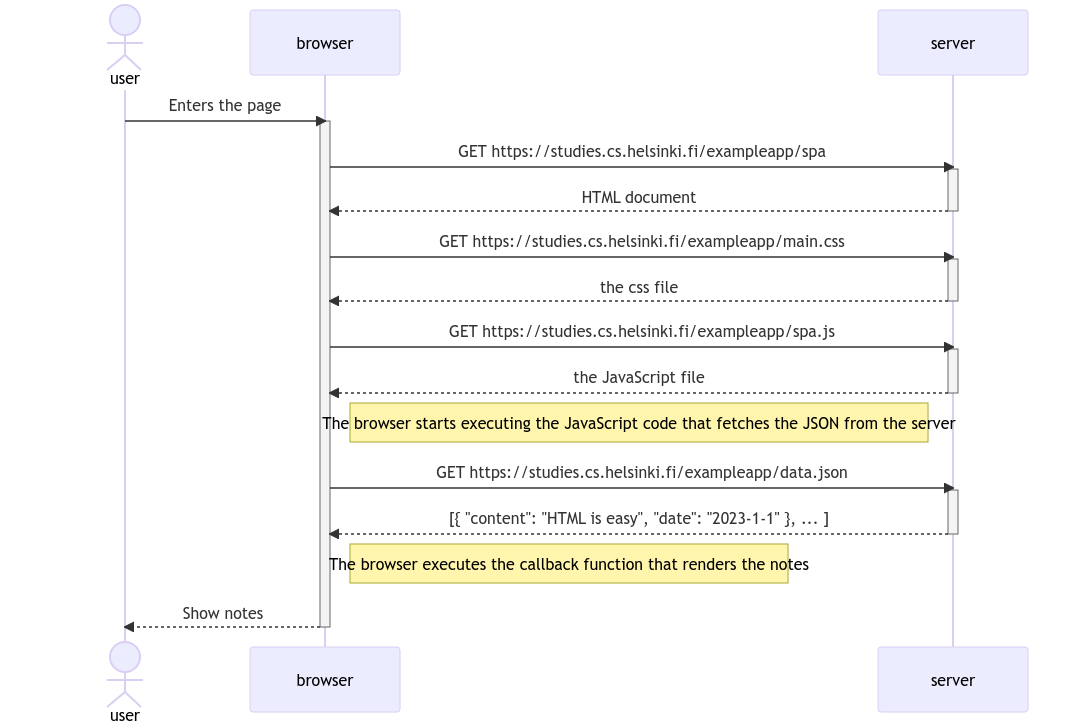 user
browser
server
Enters the page
GET https://studies.cs.helsinki.fi/exampleapp/spa
HTML document
GET https://studies.cs.helsinki.fi/exampleapp/main.css
the css file
GET https://studies.cs.helsinki.fi/exampleapp/spa.js
the JavaScript file
The browser starts executing the JavaScript code that fetches the JSON from the server
GET https://studies.cs.helsinki.fi/exampleapp/data.json
[{ "content": "HTML is easy", "date": "2023-1-1" }, ... ]
The browser executes the callback function that renders the notes
Show notes
user
browser
server